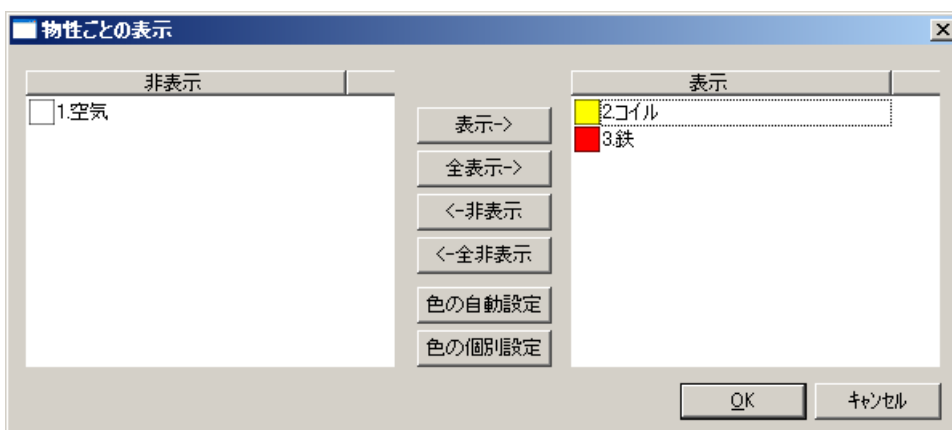 物性ごとの表示
非表示
1.空気
表示->
全表示->
<-非表示
<-全非表示
色の自動設定
色の個別設定
表示
2.コイル
3.鉄
OK
キャンセル